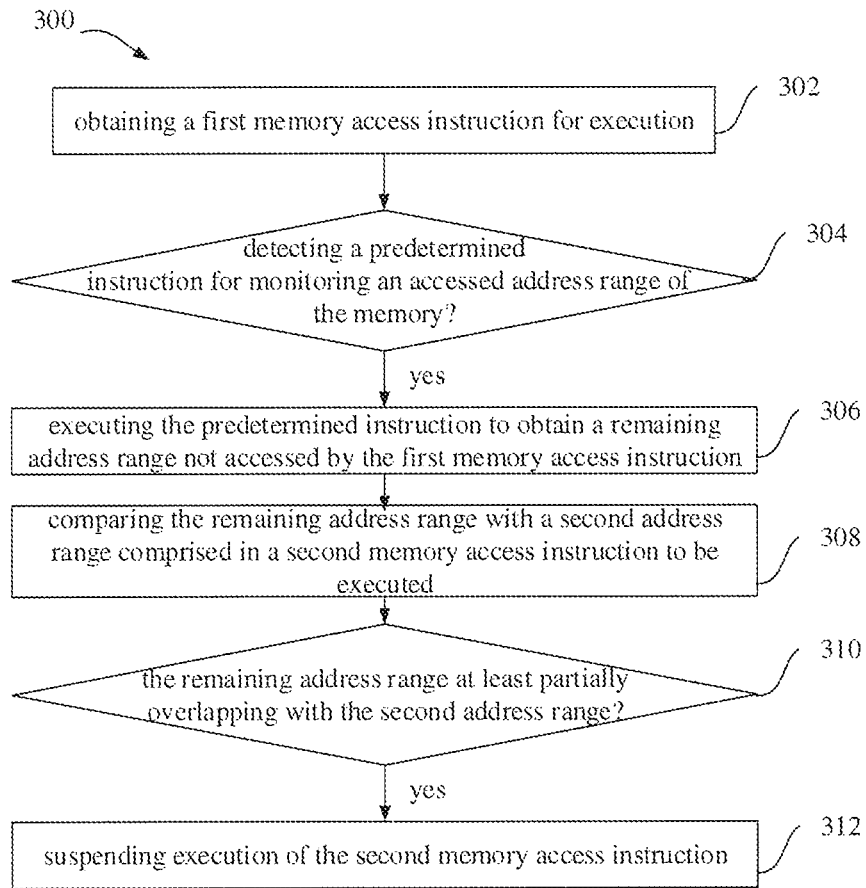 300
302
obtaining a first memory access instruction for execution
304
detecting a predetermined
instruction for monitoring an accessed address range of
the memory?
yes
306
executing the predetermined instruction to obtain a remaining
address range not accessed by the first memory access instruction
comparing the remaining address range with a second address
range comprised in a second memory access instruction to be
executed
308
310
the remaining address range at least partially
overlapping with the second address range?
yes
312
suspending execution of the second memory access instruction